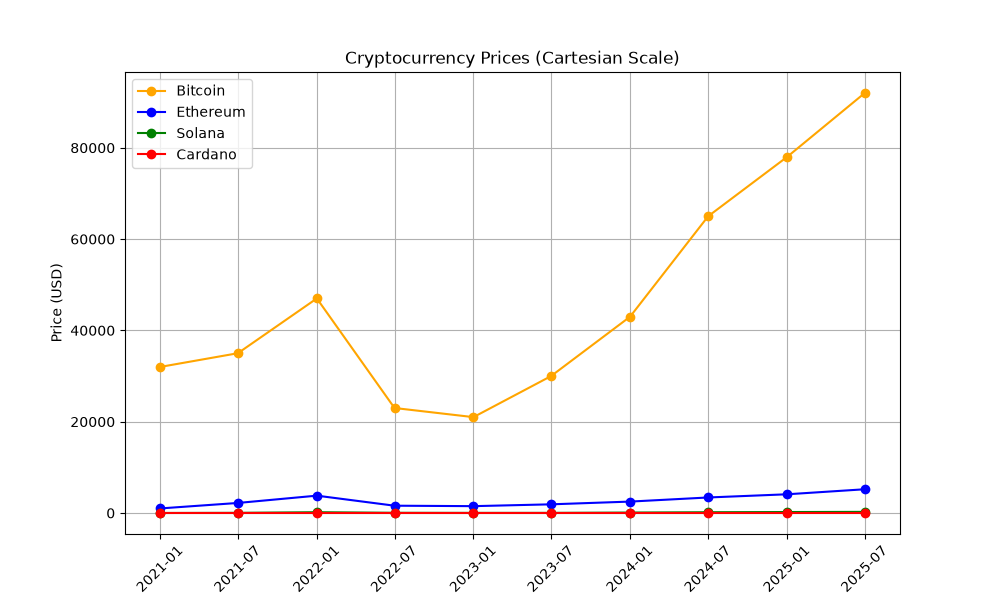 Cryptocurrency Prices (Cartesian Scale)
Bitcoin
Ethereum
Solana
Cardano
Price (USD)
80000
60000
40000
20000
0
2021-01
2021-07
2022-01
2022-07
2023-01
2023-07
2024-01
2024-07
2025-01
2025-07